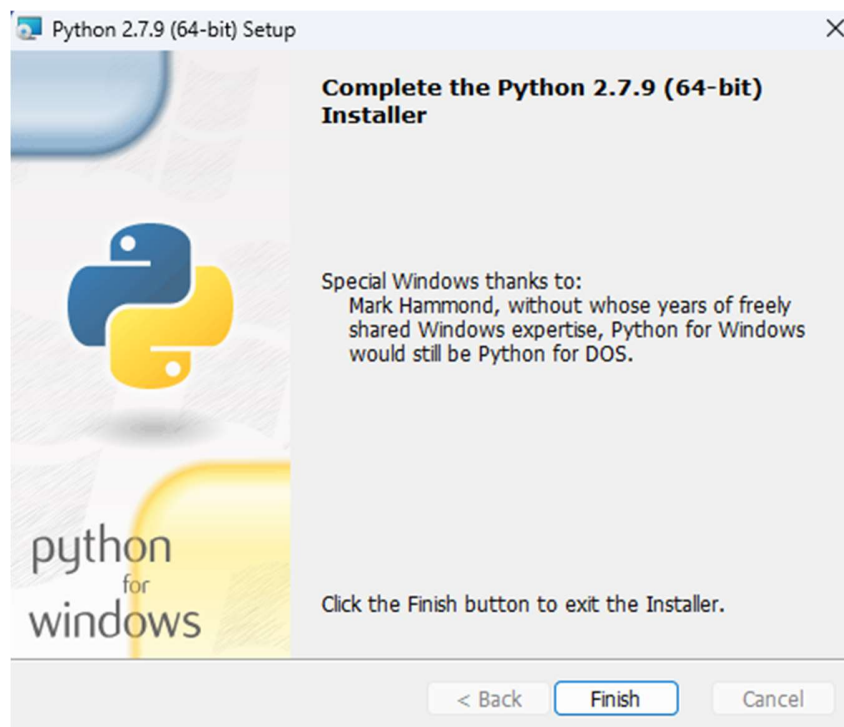 Python 2.7.9 (64-bit) Setup
Complete the Python 2.7.9 (64-bit)
Installer
Special Windows thanks to:
Mark Hammond, without whose years of freely
shared Windows expertise, Python for Windows
would still be Python for DOS.
python
for
windows
Click the Finish button to exit the Installer.
< Back
Finish
Cancel